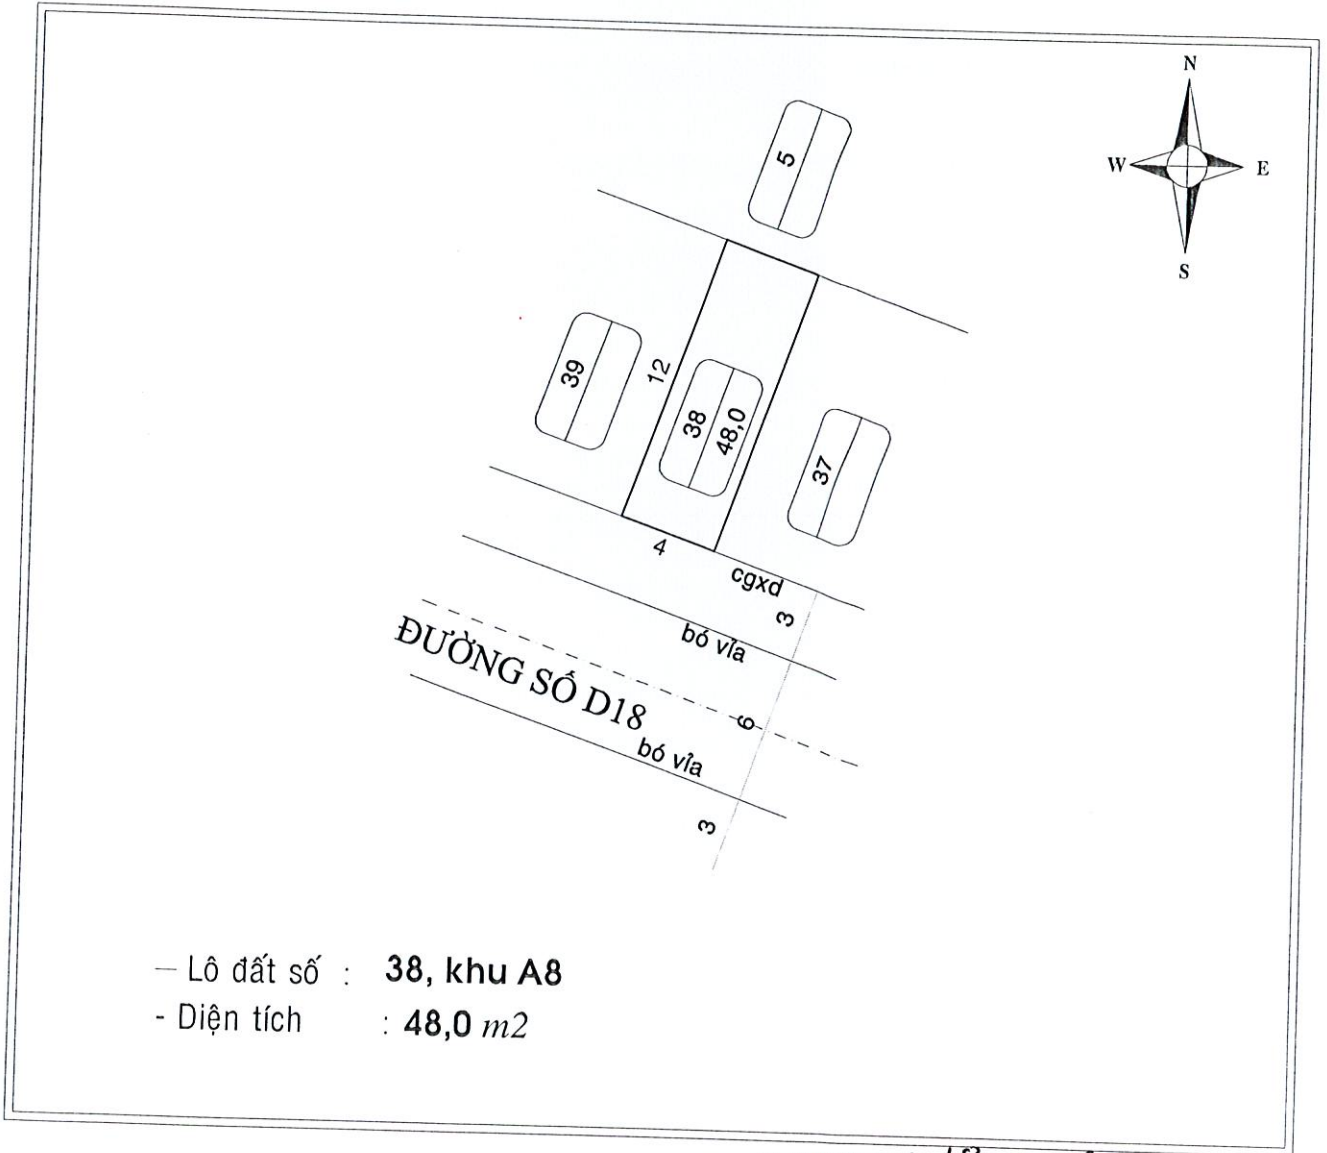 N
W
E
S
5
39
12
38
48,0
37
4
cgxd
3
bó vỉa
ĐƯỜNG SỐ D18
6
bó vỉa
3
– Lô đất số : 38, khu A8
- Diện tích : 48,0 m2